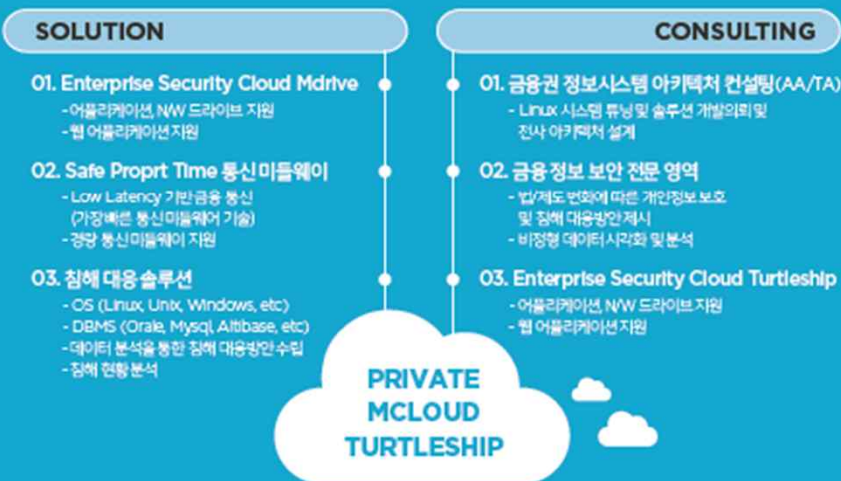 SOLUTION
01. Enterprise Security Cloud Mdrive
- 어플리케이션, N/W 드라이브 지원
- 웹 어플리케이션 지원
02. Safe Proprt Time 통신 미들웨이
- Low Latency 기반 금융 통신
(가장 빠른 통신 미들웨어 기술)
- 경량 통신 미들웨이 지원
03. 침해 대응 솔루션
- OS (Linux, Unix, Windows, etc)
- DBMS (Orale, Mysql, Altibase, etc)
- 데이터 분석을 통한 침해 대응방안 수립
- 침해 현황 분석
CONSULTING
01. 금융권 정보시스템 아키텍처 컨설팅(AA/TA)
- Linux 시스템 튜닝 및 솔루션 개발의뢰 및
전사 아키텍처 설계
02. 금융 정보 보안 전문 영역
- 법/제도 변화에 따른 개인정보 보호
및 침해 대응방안 제시
- 비정형 데이터 시각화 및 분석
03. Enterprise Security Cloud Turtleship
- 어플리케이션, N/W 드라이브 지원
- 웹 어플리케이션 지원
PRIVATE
MCLOUD
TURTLESHIP